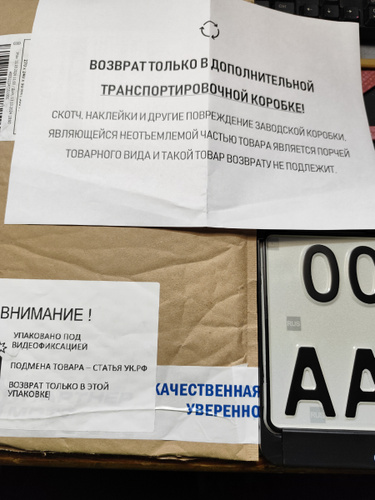 ВОЗВРАТ ТОЛЬКО В ДОПОЛНИТЕЛЬНОЙ
ТРАНСПОРТИРОВОЧНОЙ КОРОБКЕ!
СКОТЧ, НАКЛЕЙКИ И ДРУГИЕ ПОВРЕЖДЕНИЕ ЗАВОДСКОЙ КОРОБКИ,
ЯВЛЯЮЩЕЙСЯ НЕОТЪЕМЛЕМОЙ ЧАСТЬЮ ТОВАРА ЯВЛЯЕТСЯ ПОРЧЕЙ
ТОВАРНОГО ВИДА И ТАКОЙ ТОВАР ВОЗВРАТУ НЕ ПОДЛЕЖИТ.
ВНИМАНИЕ !
УПАКОВАНО ПОД
ВИДЕОФИКСАЦИЕЙ
ПОДМЕНА ТОВАРА – СТАТЬЯ УК.РФ
ВОЗВРАТ ТОЛЬКО В ЭТОЙ
УПАКОВКЕ!
КАЧЕСТВЕННАЯ
УВЕРЕННО
00
АА